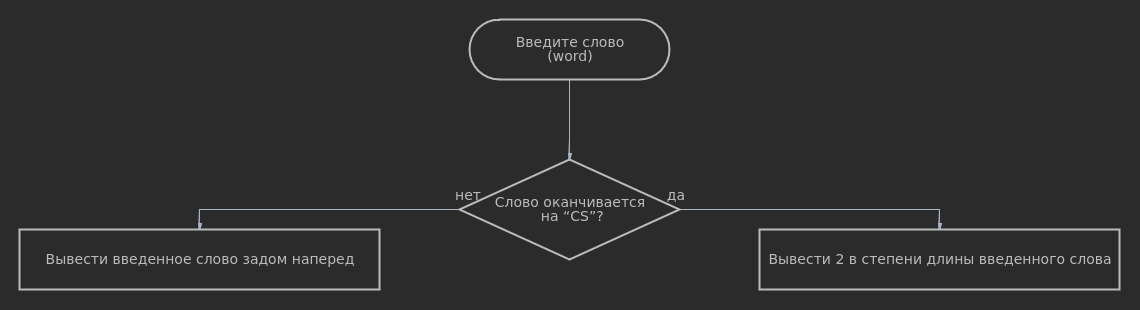 Введите слово
(word)
нет
да
Слово оканчивается
на “CS”?
Вывести введенное слово задом наперед
Вывести 2 в степени длины введенного слова